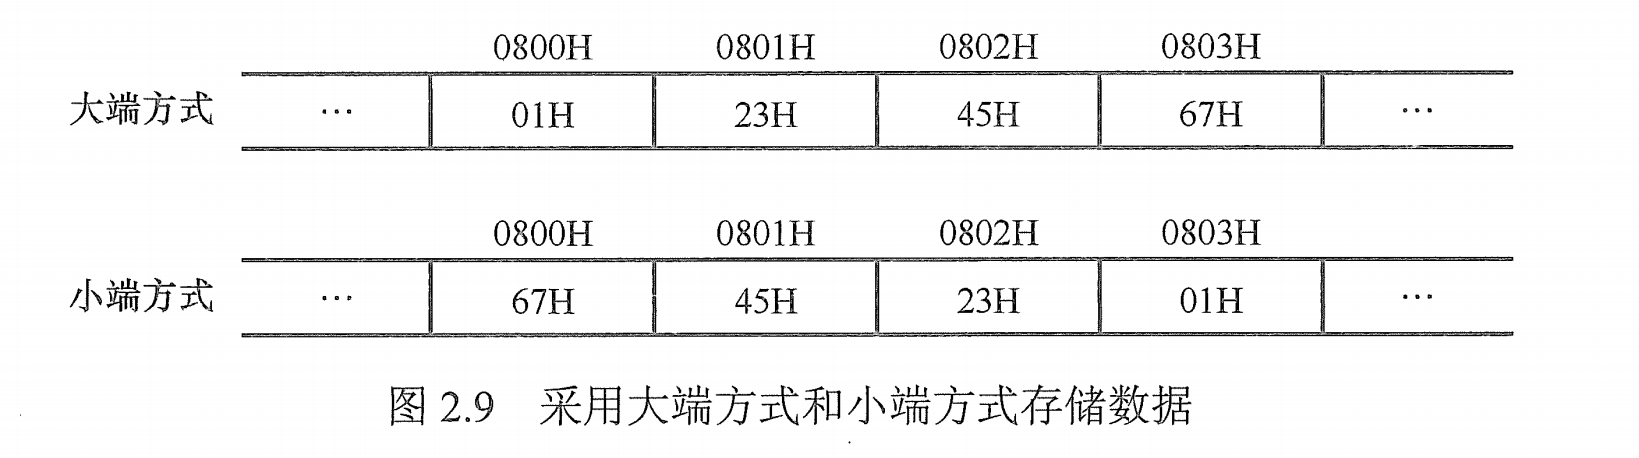 0800H 0801H 0802H 0803H
大端方式 … 01H 23H 45H 67H …
0800H 0801H 0802H 0803H
小端方式 … 67H 45H 23H 01H …
图 2.9 采用大端方式和小端方式存储数据